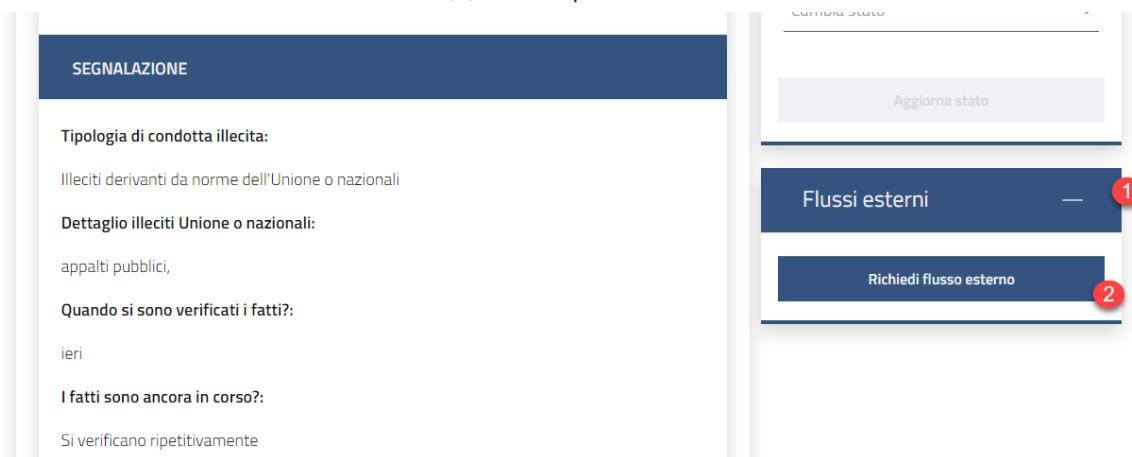 SEGNALAZIONE
Tipologia di condotta illecita:
Illeciti derivanti da norme dell'Unione o nazionali
Dettaglio illeciti Unione o nazionali:
appalti pubblici,
Quando si sono verificati i fatti?:
ieri
I fatti sono ancora in corso?:
Si verificano ripetitivamente
Cambia stato
Aggiorna stato
Flussi esterni
1
Richiedi flusso esterno
2